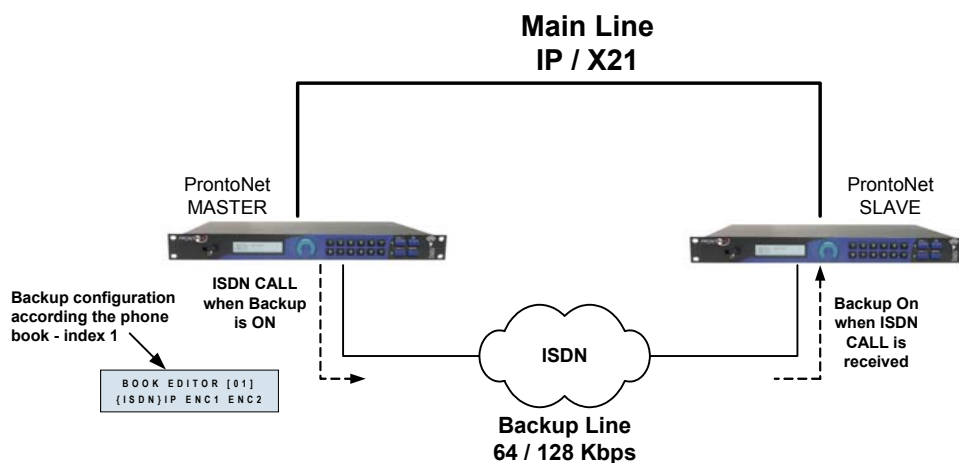 Main Line
IP / X21
ProntoNet
MASTER
ProntoNet
SLAVE
ISDN CALL
when Backup
is ON
Backup configuration
according the phone
book - index 1
BOOK EDITOR [01]
{ISDN}IP ENC1 ENC2
ISDN
Backup On
when ISDN
CALL is
received
Backup Line
64 / 128 Kbps